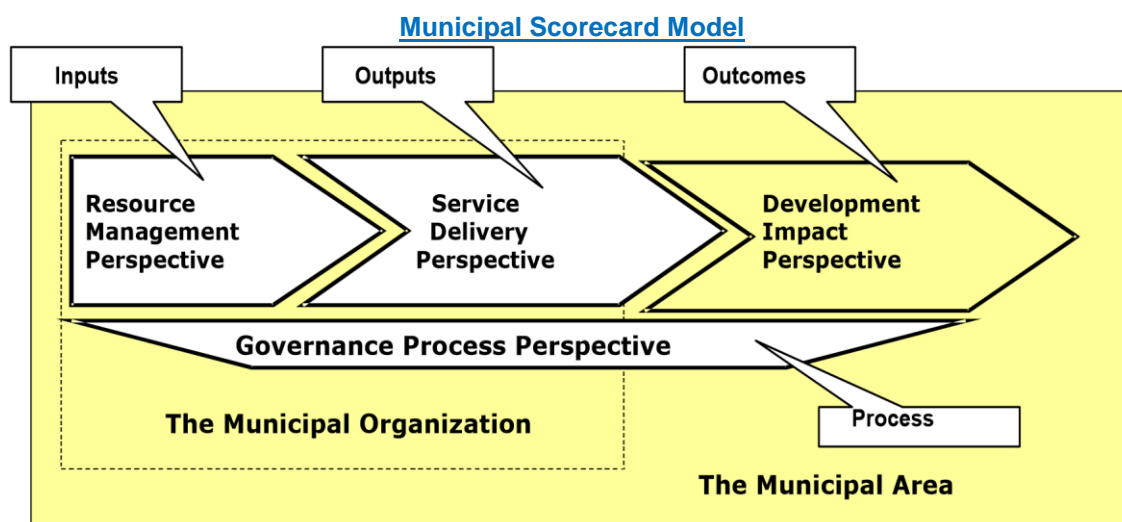 Municipal Scorecard Model
Inputs
Outputs
Outcomes
Resource
Management
Perspective
Service
Delivery
Perspective
Development
Impact
Perspective
Governance Process Perspective
The Municipal Organization
Process
The Municipal Area